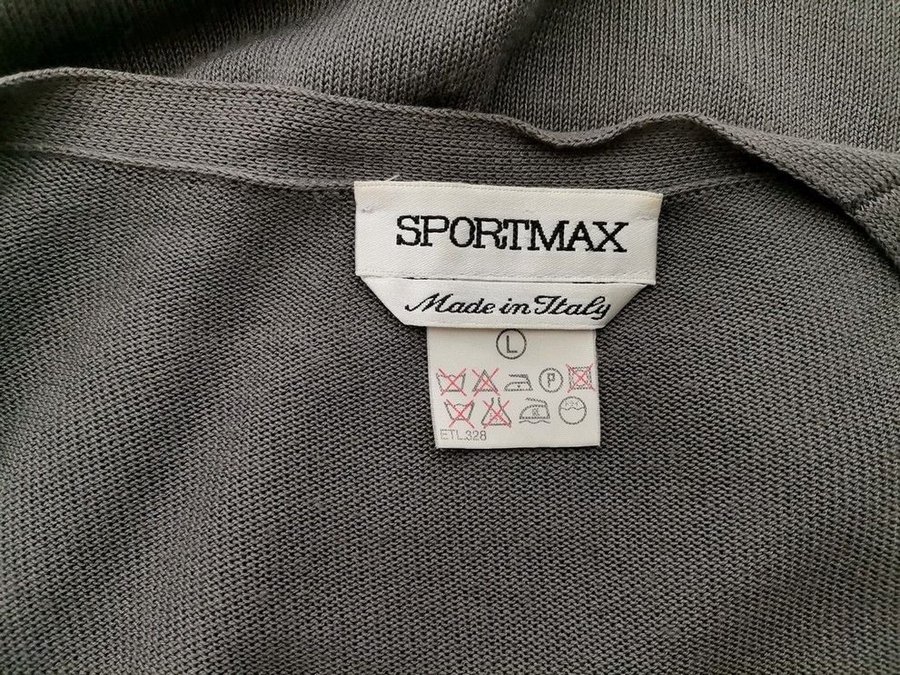 SPORTMAX
Made in Italy
L
P
ETL.328